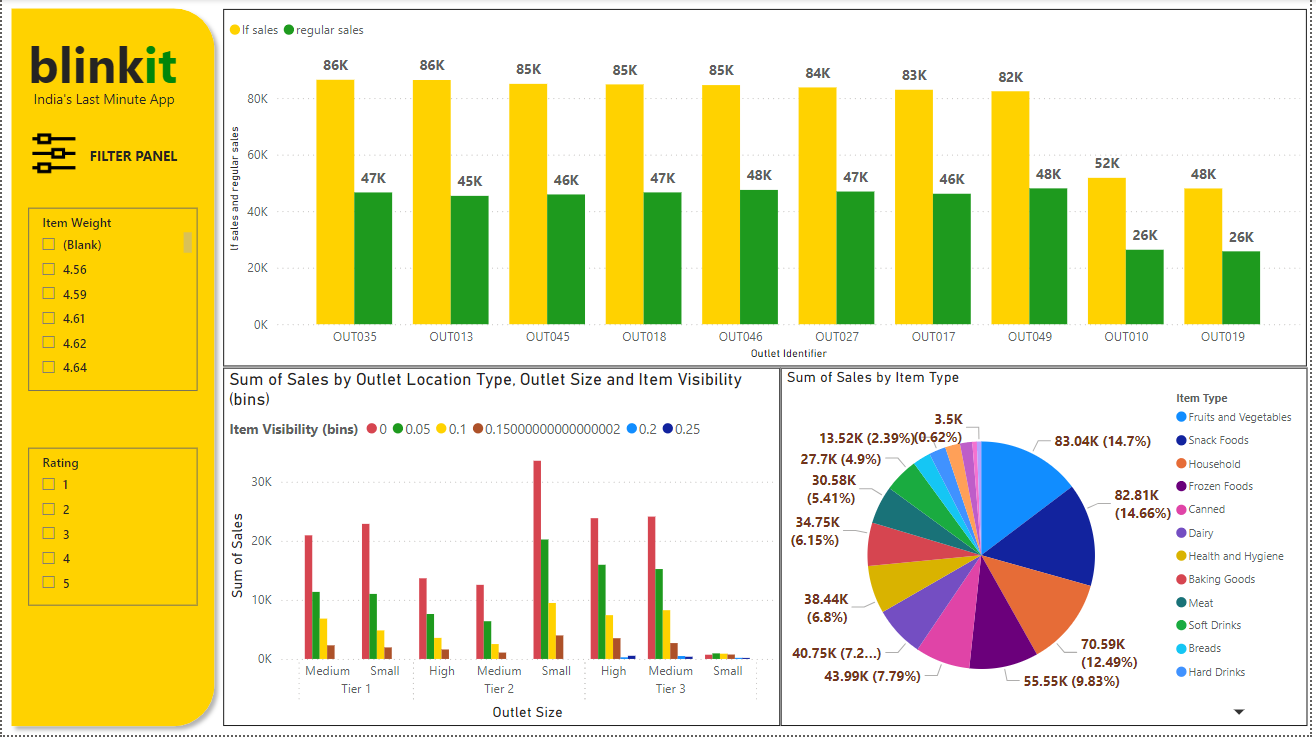 blinkit
India's Last Minute App
FILTER PANEL
Item Weight
(Blank)
4.56
4.59
4.61
4.62
4.64
Rating
1
2
3
4
5
lf sales regular sales
lf sales and regular sales
80K
60K
40K
20K
0K
86K 86K 85K 85K 85K 84K 83K 82K 52K 48K
47K 45K 46K 47K 48K 47K 46K 48K 26K 26K
OUT035 OUT013 OUT045 OUT018 OUT046 OUT027 OUT017 OUT049 OUT010 OUT019
Outlet Identifier
Sum of Sales by Outlet Location Type, Outlet Size and Item Visibility
(bins)
Item Visibility (bins) 0 0.05 0.1 0.15000000000000002 0.2 0.25
Sum of Sales
30K
20K
10K
0K
Medium Small High Medium Small High Medium Small
Tier 1 Tier 2 Tier 3
Outlet Size
Sum of Sales by Item Type
83.04K (14.7%)
82.81K
(14.66%)
70.59K
(12.49%)
55.55K (9.83%)
43.99K (7.79%)
40.75K (7.2...)
38.44K
(6.8%)
34.75K
(6.15%)
30.58K
(5.41%)
27.7K (4.9%)
13.52K (2.39%)
3.5K
(0.62%)
Item Type
Fruits and Vegetables
Snack Foods
Household
Frozen Foods
Canned
Dairy
Health and Hygiene
Baking Goods
Meat
Soft Drinks
Breads
Hard Drinks